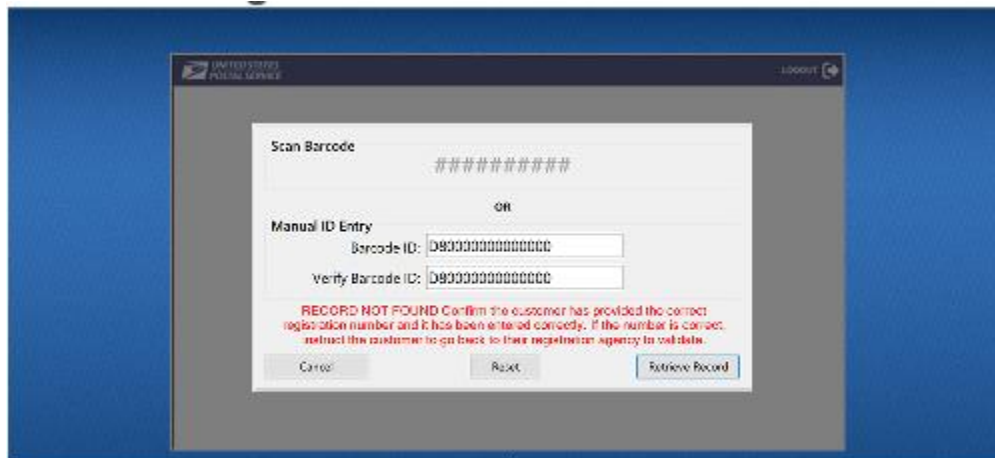 UNITED STATES
POSTAL SERVICE
LOGOUT
Scan Barcode
##########
OR
Manual ID Entry
Barcode ID: D80000000000000
Verify Barcode ID: D80000000000000
RECORD NOT FOUND Confirm the customer has provided the correct
registration number and it has been entered correctly. If the number is correct,
instruct the customer to go back to their registration agency to validate.
Cancel Reset Retrieve Record